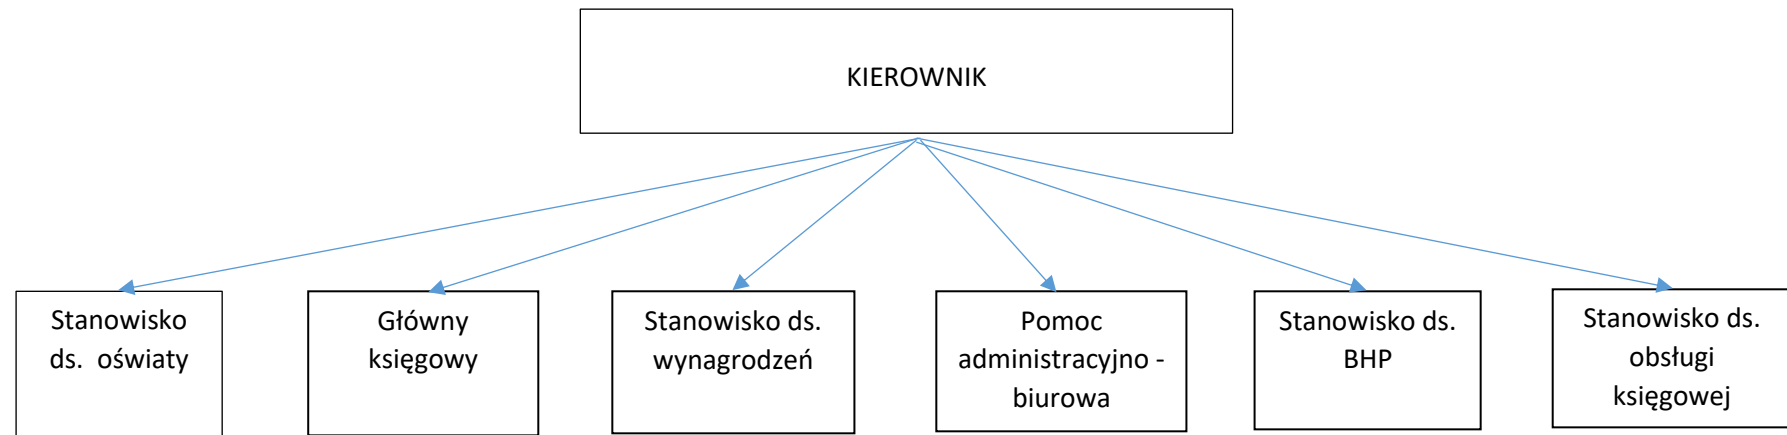 KIEROWNIK
Stanowisko
ds. oświaty
Główny
księgowy
Stanowisko ds.
wynagrodzeń
Pomoc
administracyjno -
biurowa
Stanowisko ds.
BHP
Stanowisko ds.
obsługi
księgowej